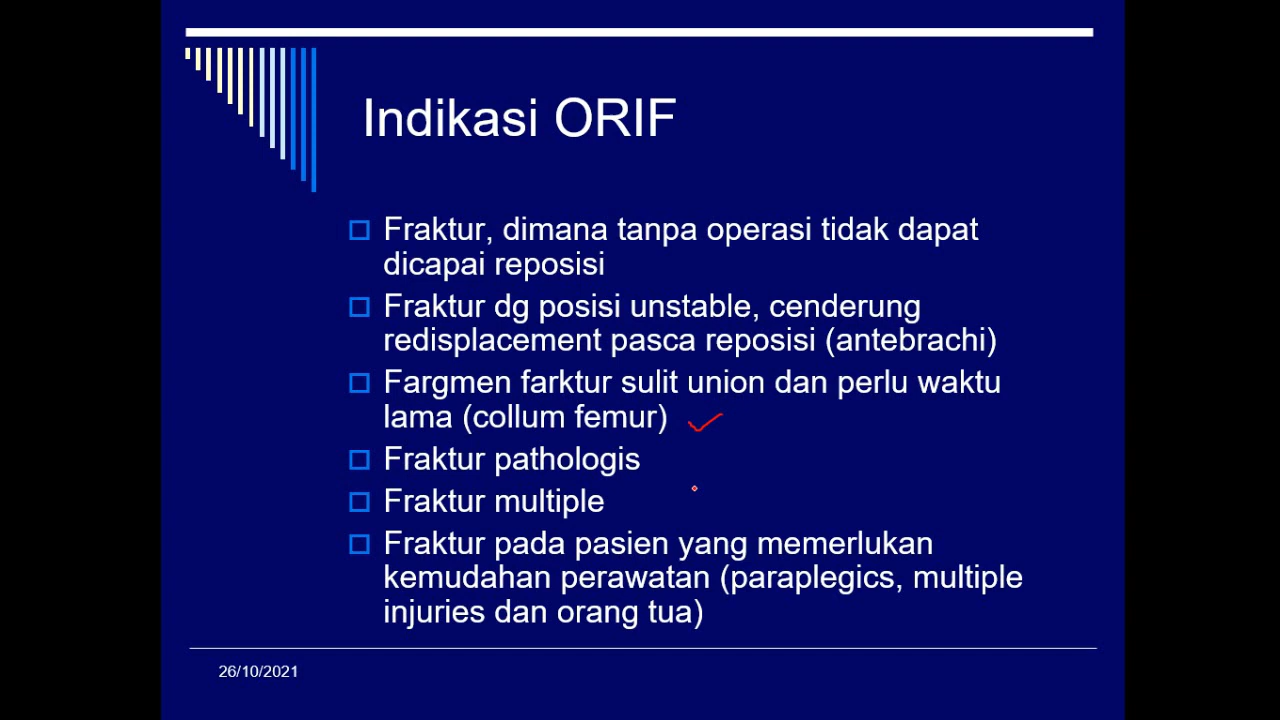 Indikasi ORIF
Fraktur, dimana tanpa operasi tidak dapat
dicapai reposisi
Fraktur dg posisi unstable, cenderung
redisplacement pasca reposisi (antebrachi)
Fargmen farktur sulit union dan perlu waktu
lama (collum femur)
Fraktur pathologis
Fraktur multiple
Fraktur pada pasien yang memerlukan
kemudahan perawatan (paraplegics, multiple
injuries dan orang tua)
26/10/2021